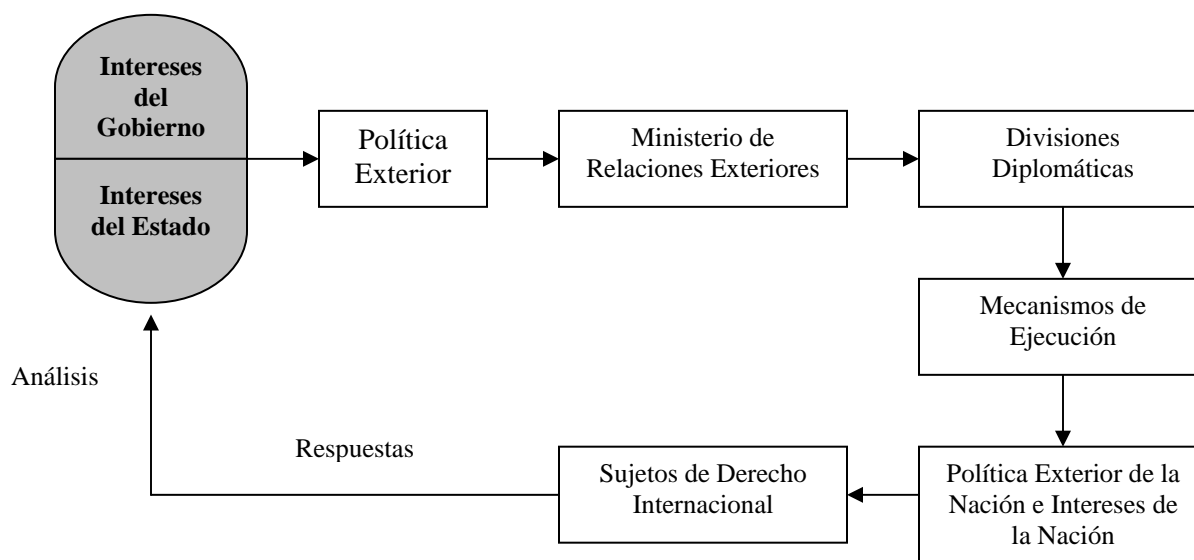 Intereses
del
Gobierno
Intereses
del Estado
Política
Exterior
Ministerio de
Relaciones Exteriores
Divisiones
Diplomáticas
Mecanismos de
Ejecución
Política Exterior de la
Nación e Intereses de
la Nación
Sujetos de Derecho
Internacional
Respuestas
Análisis